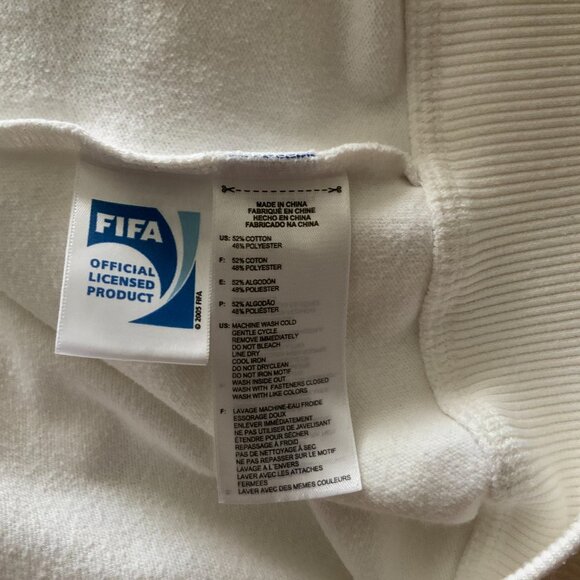 FIFA
OFFICIAL
LICENSED
PRODUCT
© 2005 FIFA
MADE IN CHINA
FABRIQUÉ EN CHINE
HECHO EN CHINA
FABRICADO NA CHINA
US: 52% COTTON
48% POLYESTER
F: 52% COTON
48% POLYESTER
E: 52% ALGODÓN
48% POLIESTER
P: 52% ALGODÃO
48% POLIÉSTER
US: MACHINE WASH COLD
GENTLE CYCLE
REMOVE IMMEDIATELY
DO NOT BLEACH
LINE DRY
COOL IRON
DO NOT DRYCLEAN
DO NOT IRON MOTIF
WASH INSIDE OUT
WASH WITH FASTENERS CLOSED
WASH WITH LIKE COLORS
F: LAVAGE MACHINE-EAU FROIDE
ESSORAGE DOUX
ENLEVER IMMÉDIATEMENT
NE PAS UTILISER DE JAVELISANT
ÉTENDRE POUR SÉCHER
REPASSAGE À FROID
PAS DE NETTOYAGE À SEC
NE PAS REPASSER SUR LE MOTIF
LAVAGE A L'ENVERS
LAVER AVEC LES ATTACHES
FERMEES
LAVER AVEC DES MEMES COULEURS